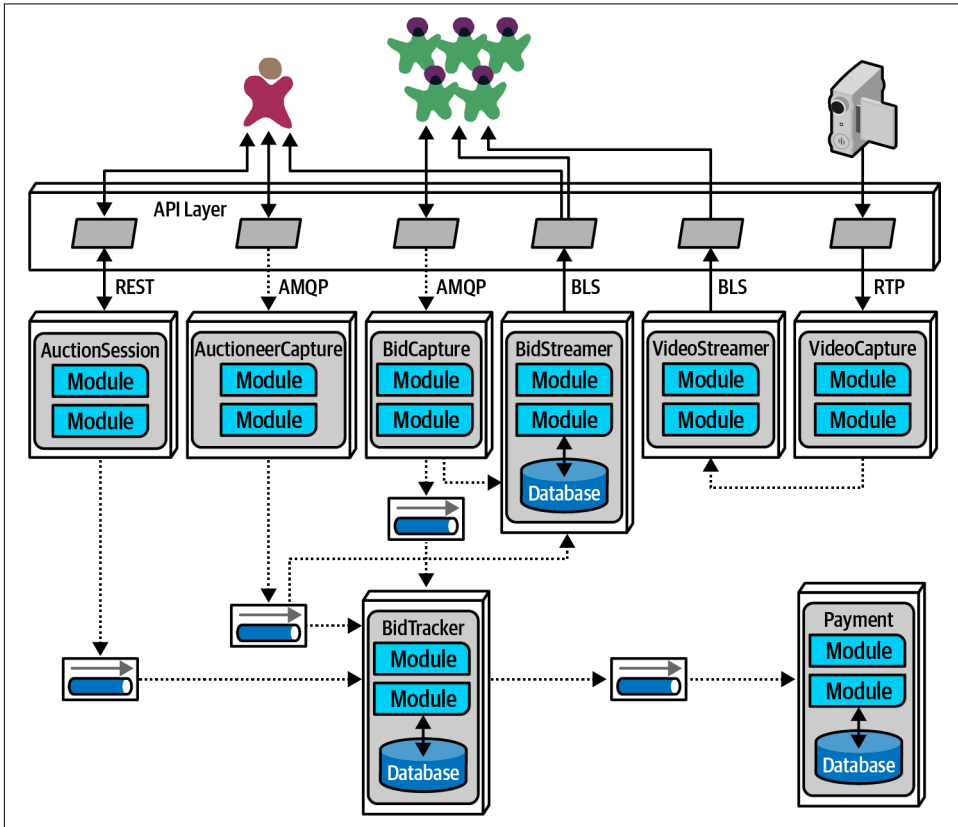 API Layer
REST
AMQP
AMQP
BLS
BLS
RTP
AuctionSession
Module
Module
AuctioneerCapture
Module
Module
BidCapture
Module
Module
BidStreamer
Module
Module
Database
VideoStreamer
Module
Module
VideoCapture
Module
Module
BidTracker
Module
Module
Database
Payment
Module
Module
Database